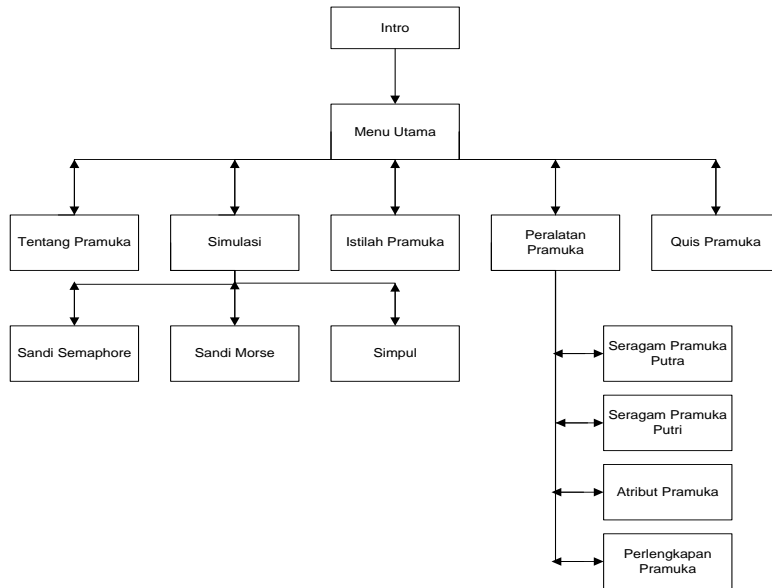 Intro
Menu Utama
Tentang Pramuka
Simulasi
Istilah Pramuka
Peralatan
Pramuka
Quis Pramuka
Sandi Semaphore
Sandi Morse
Simpul
Seragam Pramuka
Putra
Seragam Pramuka
Putri
Atribut Pramuka
Perlengkapan
Pramuka